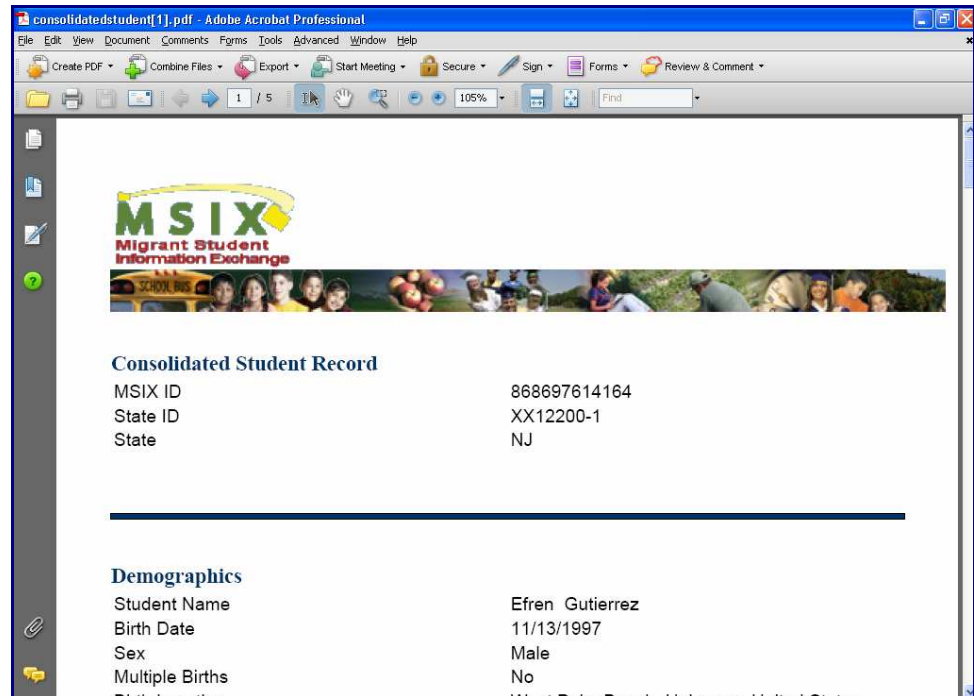 consolidatedstudent[1].pdf - Adobe Acrobat Professional
File Edit View Document Comments Forms Tools Advanced Window Help
Create PDF Combine Files Export Start Meeting Secure Sign Forms Review & Comment
1 / 5 105% Find
MSIX
Migrant Student
Information Exchange
SCHOOL BUS
Consolidated Student Record
MSIX ID 868697614164
State ID XX12200-1
State NJ
Demographics
Student Name Efren Gutierrez
Birth Date 11/13/1997
Sex Male
Multiple Births No